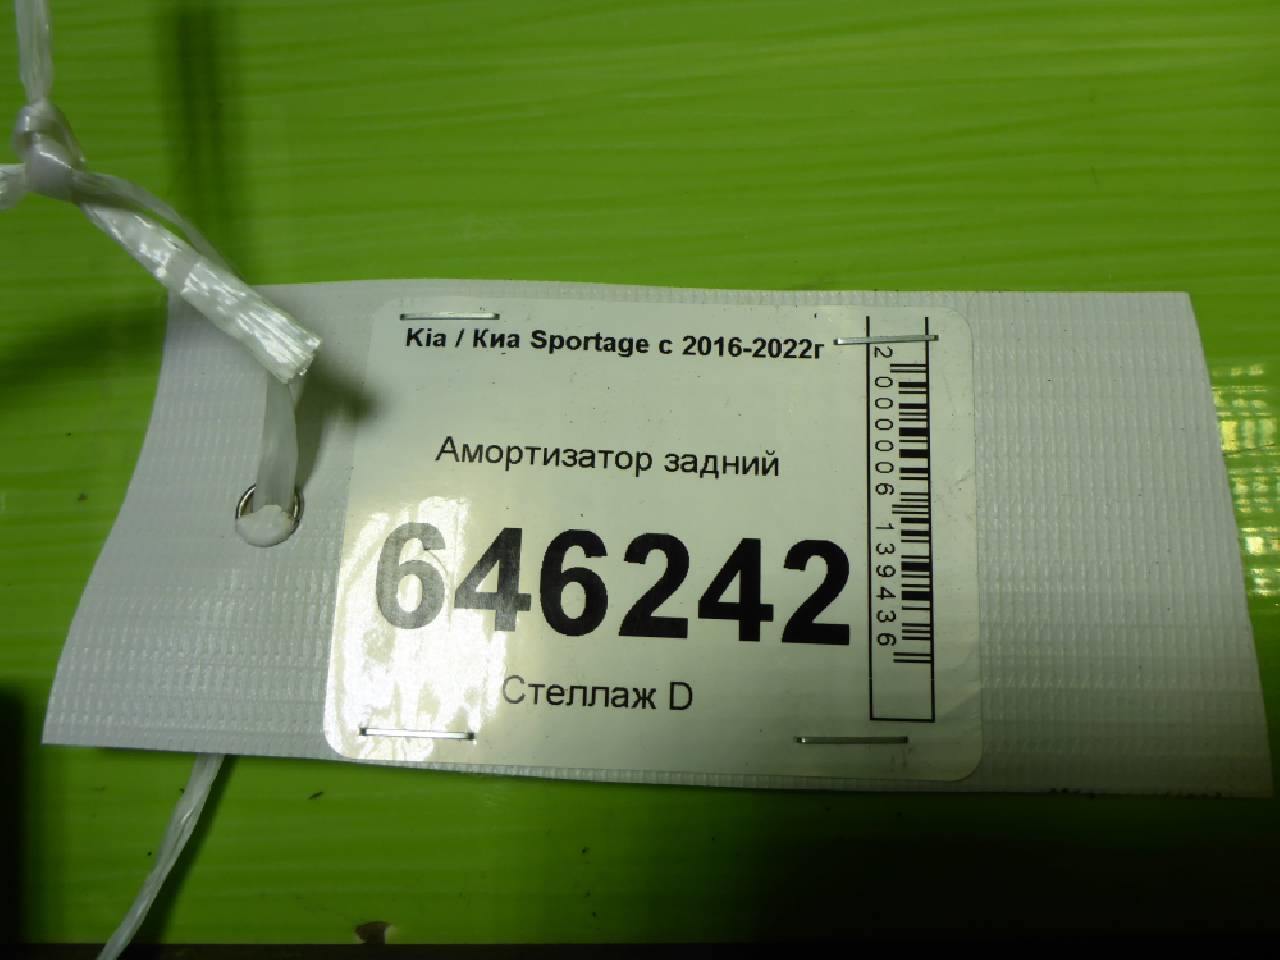 Kia / Киа Sportage с 2016-2022г
Амортизатор задний
646242
Стеллаж D
2000006139436